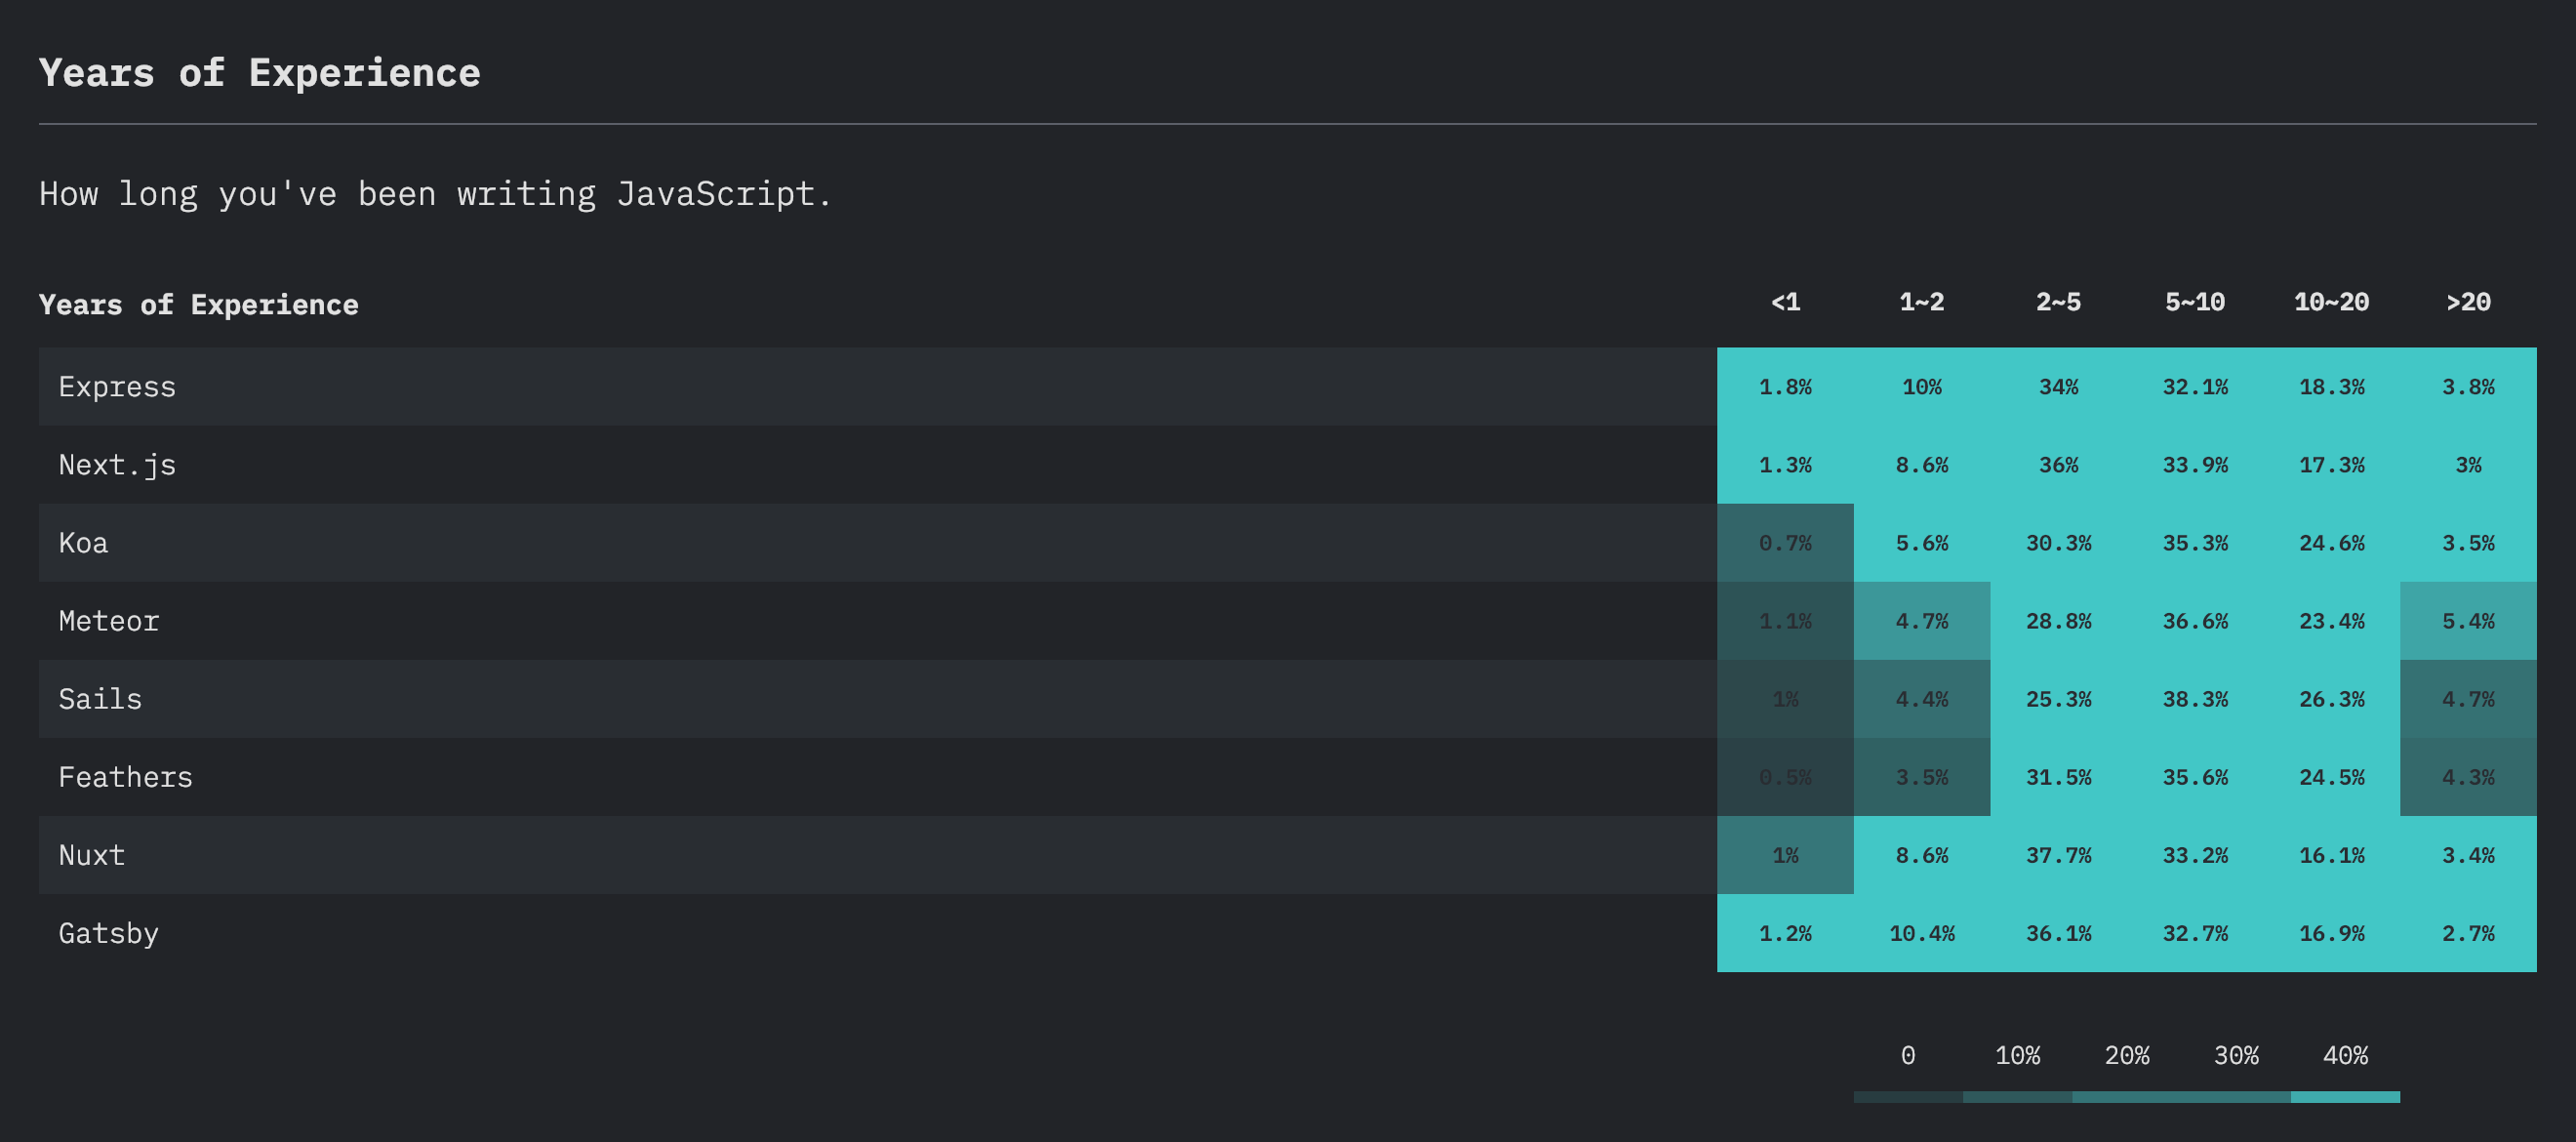 Years of Experience
How long you've been writing JavaScript.
Years of Experience <1 1~2 2~5 5~10 10~20 >20
Express 1.8% 10% 34% 32.1% 18.3% 3.8%
Next.js 1.3% 8.6% 36% 33.9% 17.3% 3%
Koa 0.7% 5.6% 30.3% 35.3% 24.6% 3.5%
Meteor 1.1% 4.7% 28.8% 36.6% 23.4% 5.4%
Sails 1% 4.4% 25.3% 38.3% 26.3% 4.7%
Feathers 0.5% 3.5% 31.5% 35.6% 24.5% 4.3%
Nuxt 1% 8.6% 37.7% 33.2% 16.1% 3.4%
Gatsby 1.2% 10.4% 36.1% 32.7% 16.9% 2.7%
0 10% 20% 30% 40%